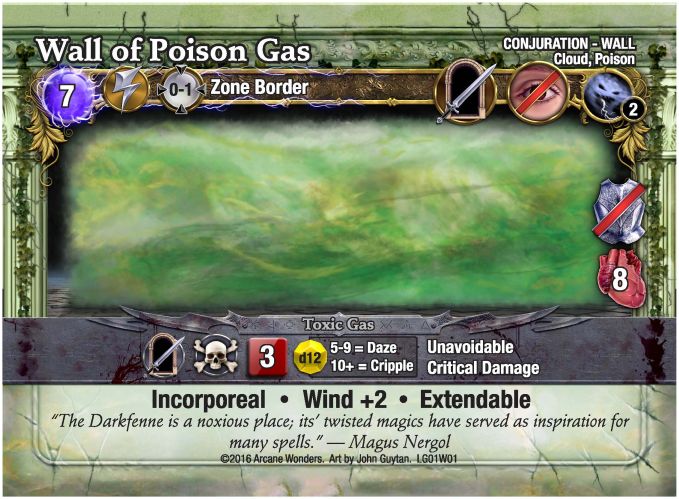 Wall of Poison Gas
CONJURATION - WALL
Cloud, Poison
7
0-1
Zone Border
2
8
Toxic Gas
3
d12
5-9 = Daze
10+ = Cripple
Unavoidable
Critical Damage
Incorporeal • Wind +2 • Extendable
"The Darkfenne is a noxious place; its' twisted magics have served as inspiration for
many spells." — Magus Nergol
©2016 Arcane Wonders. Art by John Guytan. LG01W01